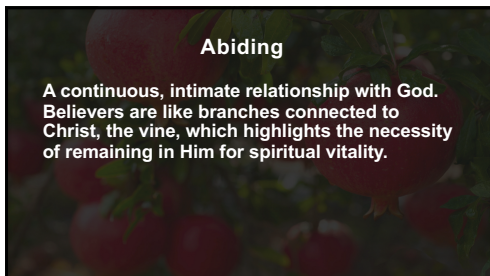 Abiding
A continuous, intimate relationship with God.
Believers are like branches connected to
Christ, the vine, which highlights the necessity
of remaining in Him for spiritual vitality.